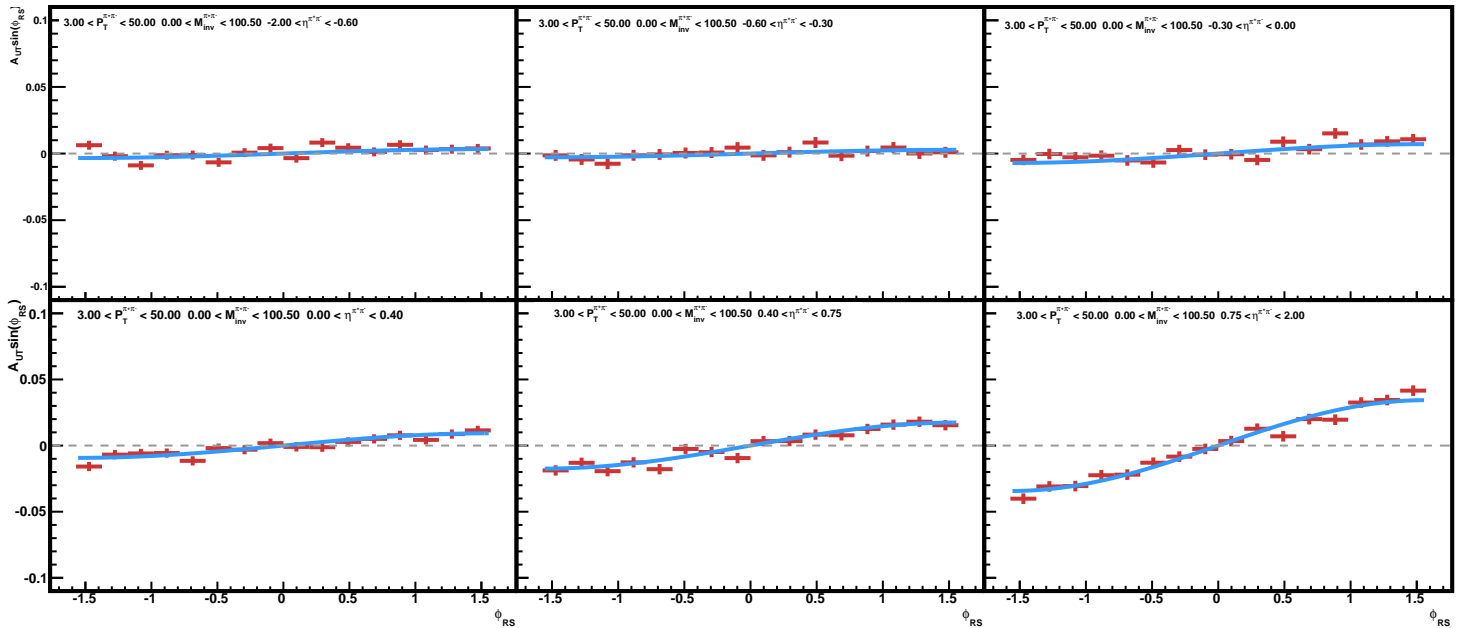 A_UT sin(ϕ_RS)
3.00 < P_T^π+π- < 50.00 0.00 < M_inv^π+π- < 100.50 -2.00 < η^π+π- < -0.60
3.00 < P_T^π+π- < 50.00 0.00 < M_inv^π+π- < 100.50 -0.60 < η^π+π- < -0.30
3.00 < P_T^π+π- < 50.00 0.00 < M_inv^π+π- < 100.50 -0.30 < η^π+π- < 0.00
0.1
0.05
0
-0.05
-0.1
A_UT sin(ϕ_RS)
3.00 < P_T^π+π- < 50.00 0.00 < M_inv^π+π- < 100.50 0.00 < η^π+π- < 0.40
3.00 < P_T^π+π- < 50.00 0.00 < M_inv^π+π- < 100.50 0.40 < η^π+π- < 0.75
3.00 < P_T^π+π- < 50.00 0.00 < M_inv^π+π- < 100.50 0.75 < η^π+π- < 2.00
0.1
0.05
0
-0.05
-0.1
-1.5 -1 -0.5 0 0.5 1 1.5
ϕ_RS
-1.5 -1 -0.5 0 0.5 1 1.5
ϕ_RS
-1.5 -1 -0.5 0 0.5 1 1.5
ϕ_RS